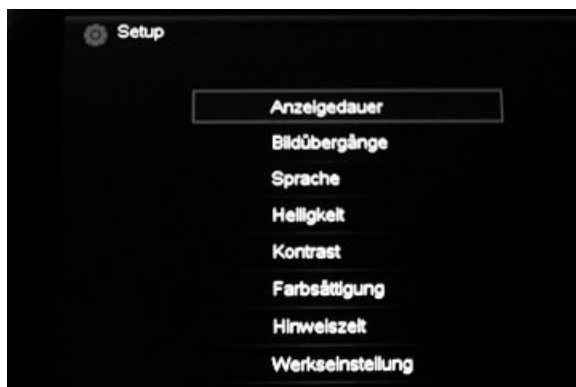 Setup
Anzeigedauer
Bildübergänge
Sprache
Helligkeit
Kontrast
Farbsättigung
Hinweiszeit
Werkseinstellung